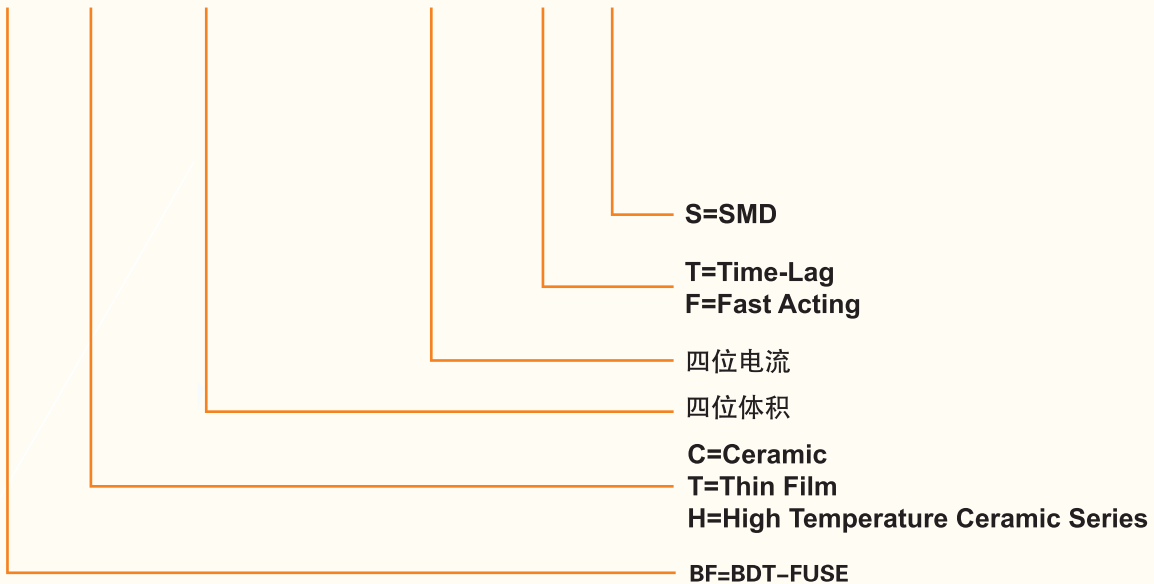 S=SMD
T=Time-Lag
F=Fast Acting
四位电流
四位体积
C=Ceramic
T=Thin Film
H=High Temperature Ceramic Series
BF=BDT–FUSE